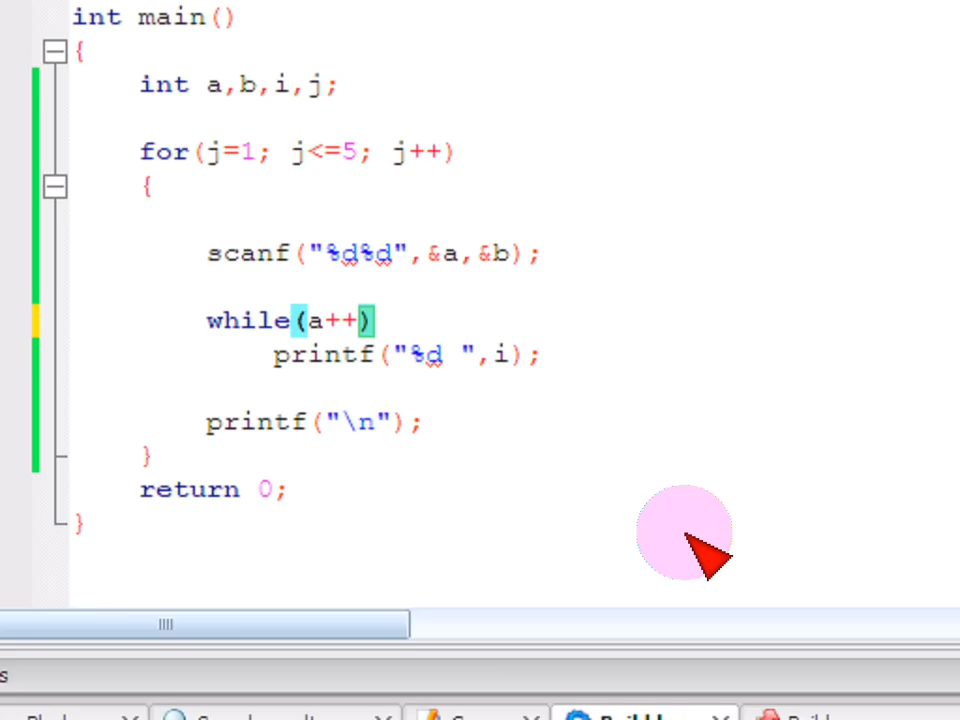 int main()
{
int a,b,i,j;
for(j=1; j<=5; j++)
{
scanf("%d%d",&a,&b);
while(a++)
printf("%d ",i);
printf("\n");
}
return 0;
}
s